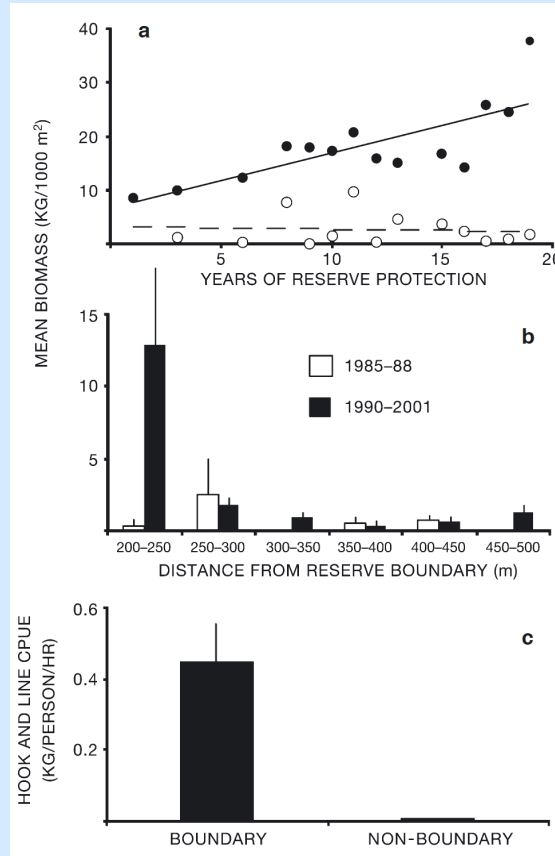 a
40
30
20
10
5 10 15 20
YEARS OF RESERVE PROTECTION
MEAN BIOMASS (KG/1000 m²)
b
15
10
5
1985–88
1990–2001
200–250 250–300 300–350 350–400 400–450 450–500
DISTANCE FROM RESERVE BOUNDARY (m)
c
0.6
0.4
0.2
HOOK AND LINE CPUE
(KG/PERSON/HR)
BOUNDARY NON-BOUNDARY